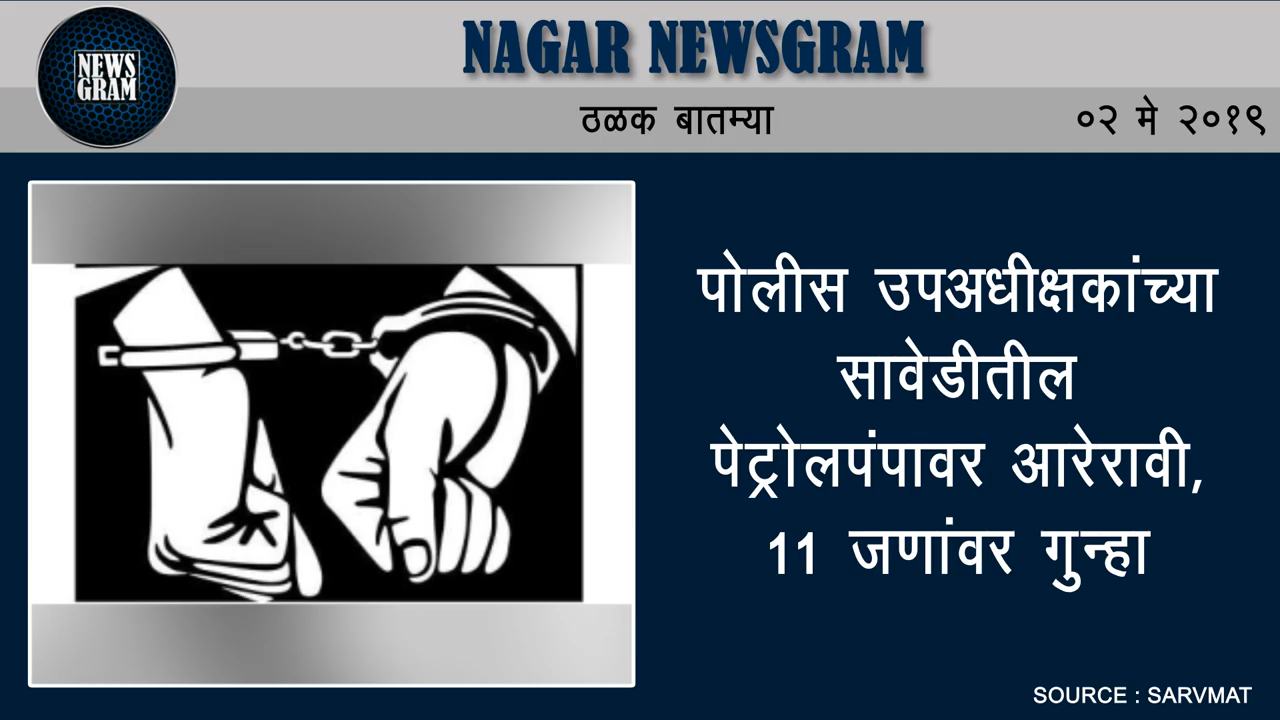 NEWS
GRAM
NAGAR NEWSGRAM
ठळक बातम्या
०२ मे २०१९
पोलीस उपअधीक्षकांच्या
सावेडीतील
पेट्रोलपंपावर आरेरावी,
11 जणांवर गुन्हा
SOURCE : SARVMAT